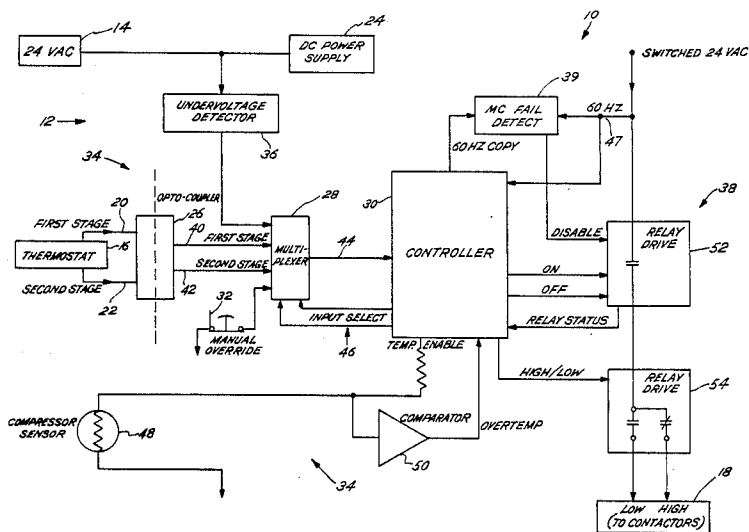 14
24 VAC
24
DC POWER
SUPPLY
10
SWITCHED 24 VAC
39
MC FAIL
DETECT
60 HZ
47
12
UNDERVOLTAGE
DETECTOR
36
60HZ COPY
34
OPTO-COUPLER
28
30
38
FIRST STAGE
20
26
40
FIRST STAGE
MULTI-
PLEXER
44
CONTROLLER
DISABLE
RELAY
DRIVE
52
THERMOSTAT
16
SECOND STAGE
ON
OFF
SECOND STAGE
22
42
32
MANUAL
OVERRIDE
INPUT SELECT
46
RELAY STATUS
TEMP. ENABLE
HIGH/LOW
RELAY
DRIVE
54
COMPRESSOR
SENSOR
48
COMPARATOR
OVERTEMP
50
34
18
LOW HIGH
(TO CONTACTORS)